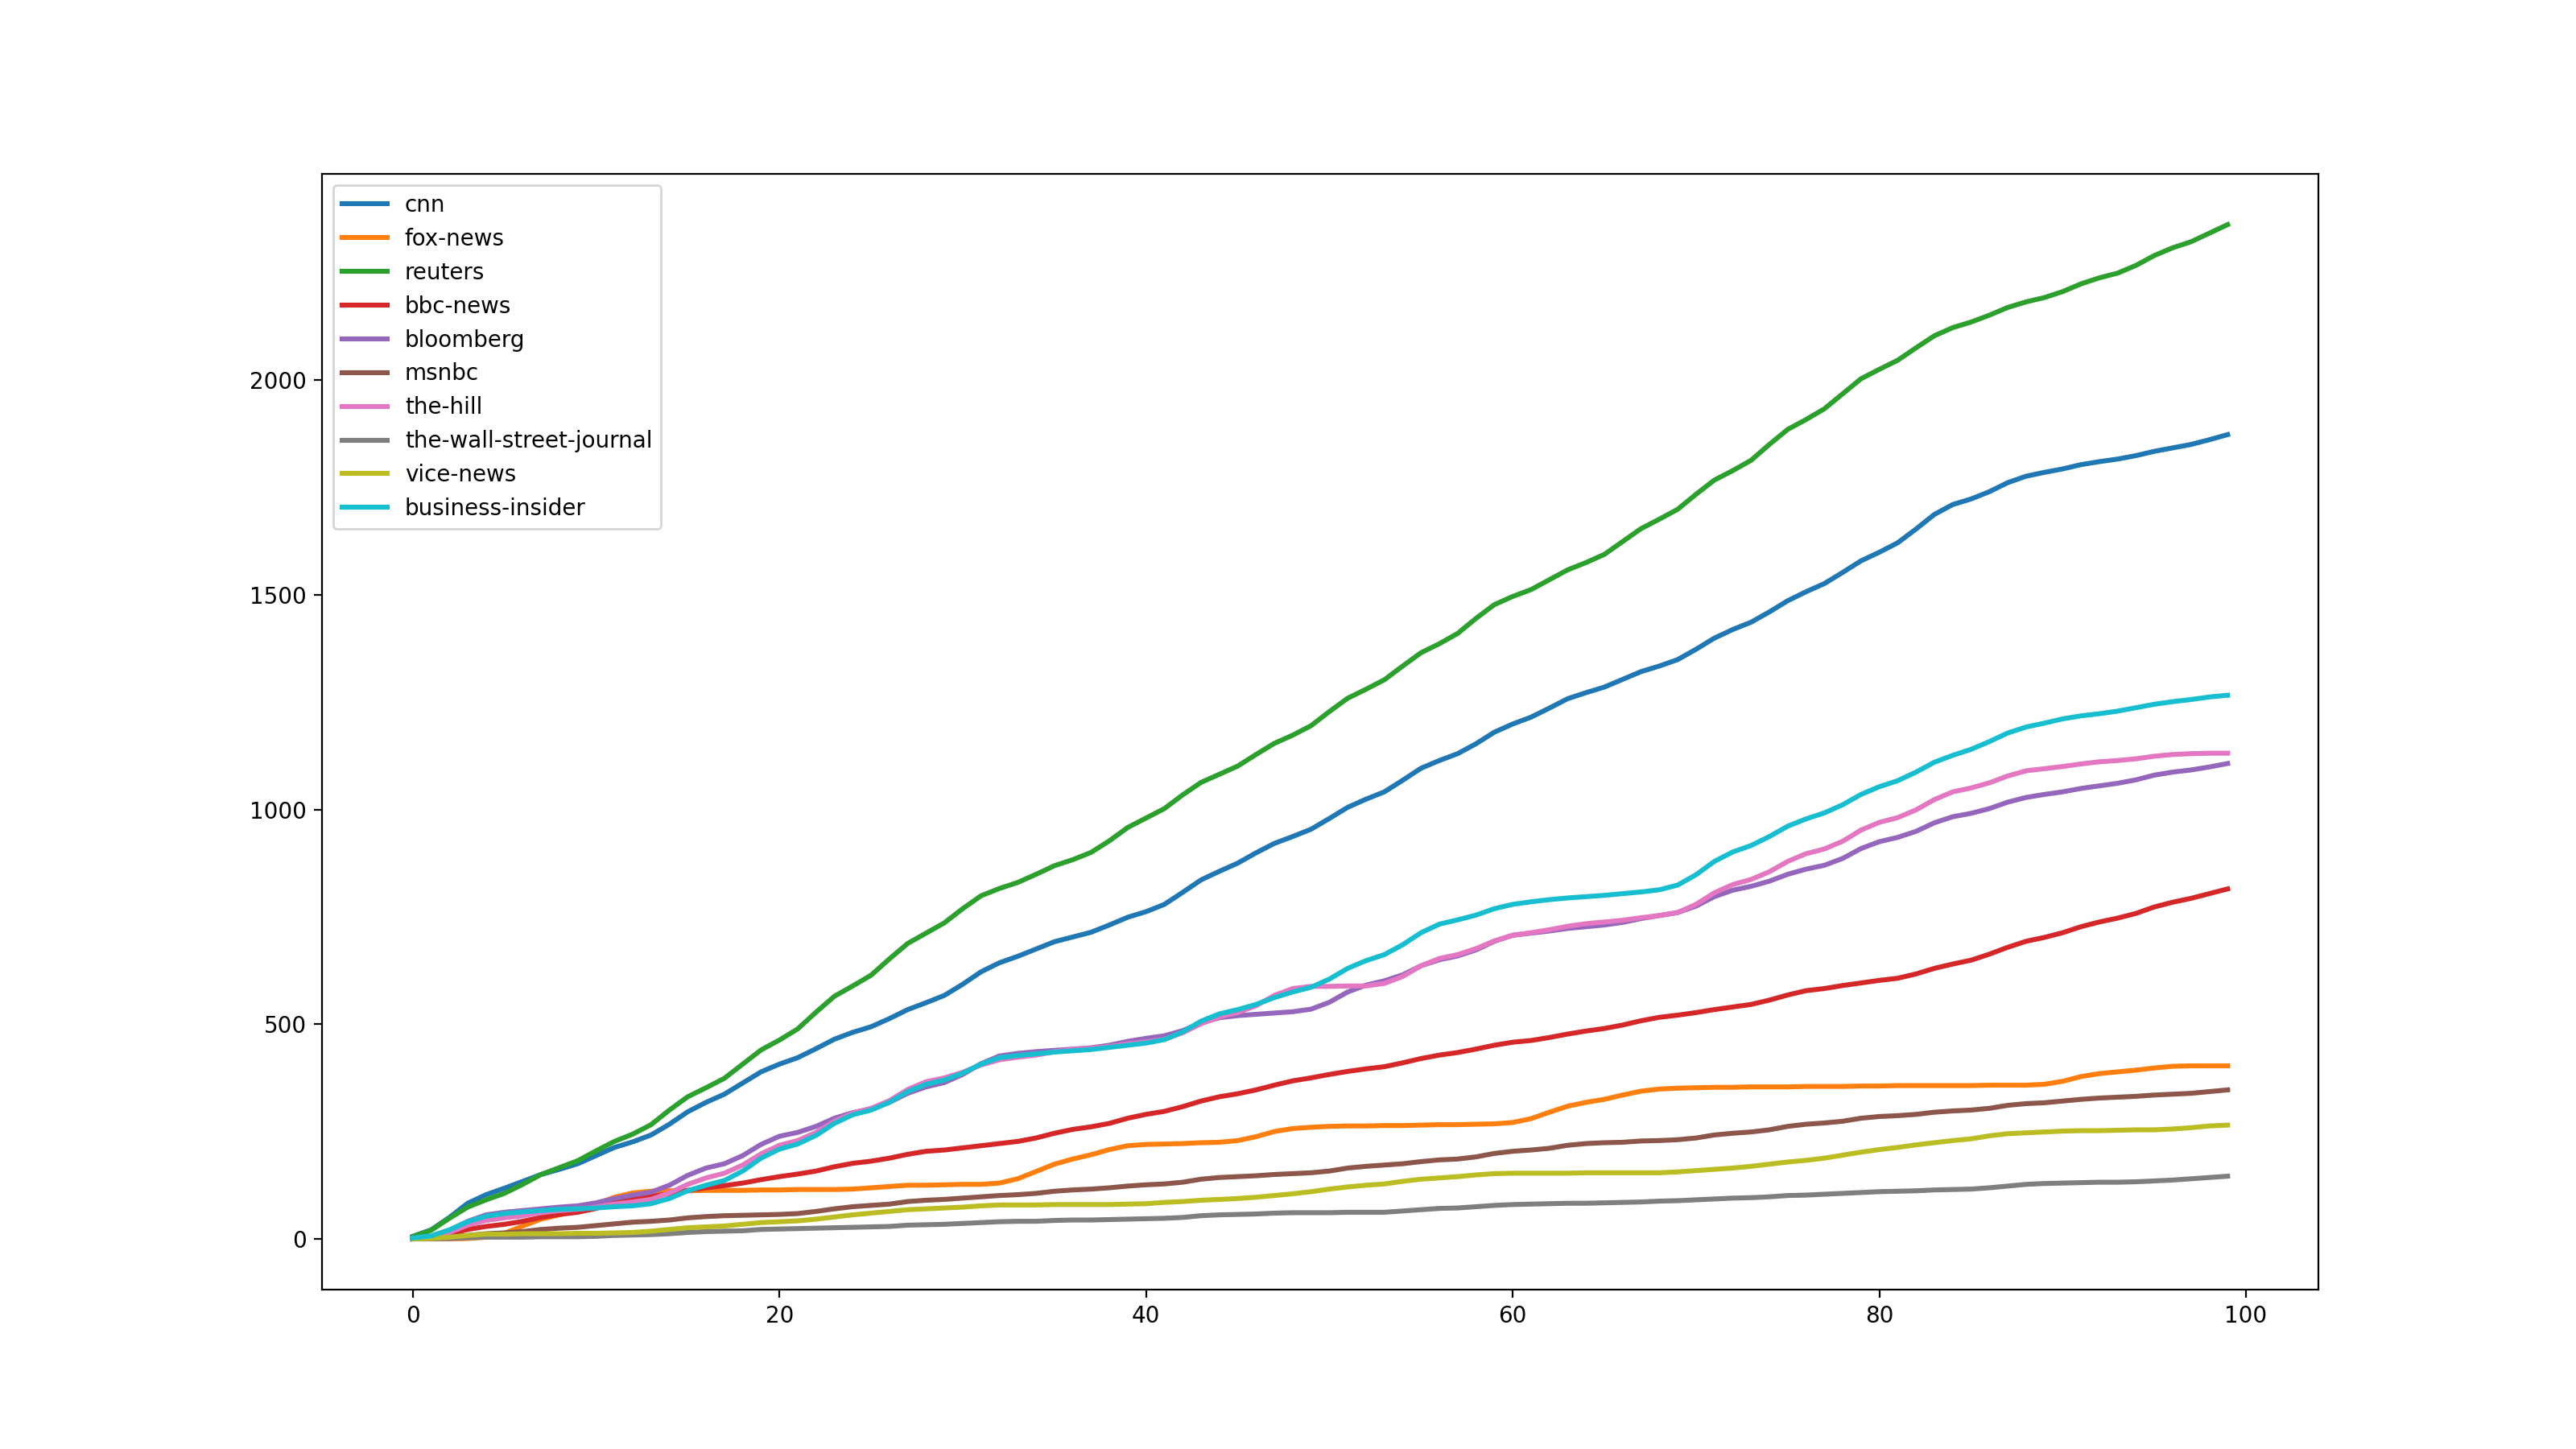 cnn
fox-news
reuters
bbc-news
bloomberg
msnbc
the-hill
the-wall-street-journal
vice-news
business-insider
2000
1500
1000
500
0
0 20 40 60 80 100